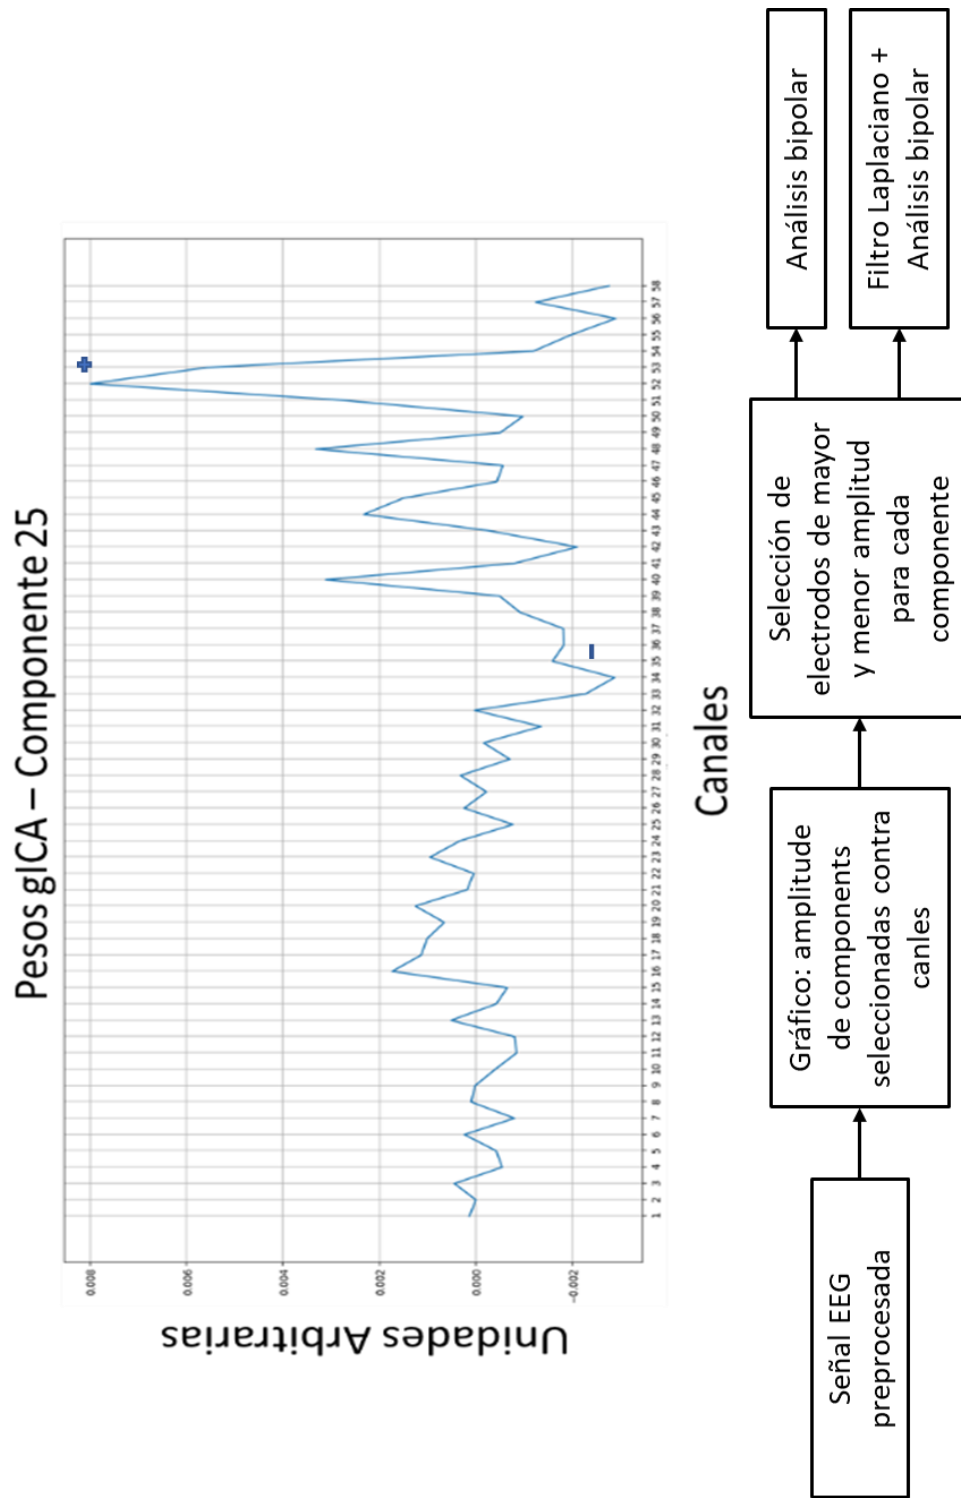 Pesos gICA – Componente 25
+
0.008
0.006
0.004
0.002
0.000
−0.002
Unidades Arbitrarias
−
1 2 3 4 5 6 7 8 9 10 11 12 13 14 15 16 17 18 19 20 21 22 23 24 25 26 27 28 29 30 31 32 33 34 35 36 37 38 39 40 41 42 43 44 45 46 47 48 49 50 51 52 53 54 55 56 57 58
Canales
Señal EEG
preprocesada
Gráfico: amplitude
de components
seleccionadas contra
canles
Selección de
electrodos de mayor
y menor amplitud
para cada
componente
Análisis bipolar
Filtro Laplaciano +
Análisis bipolar